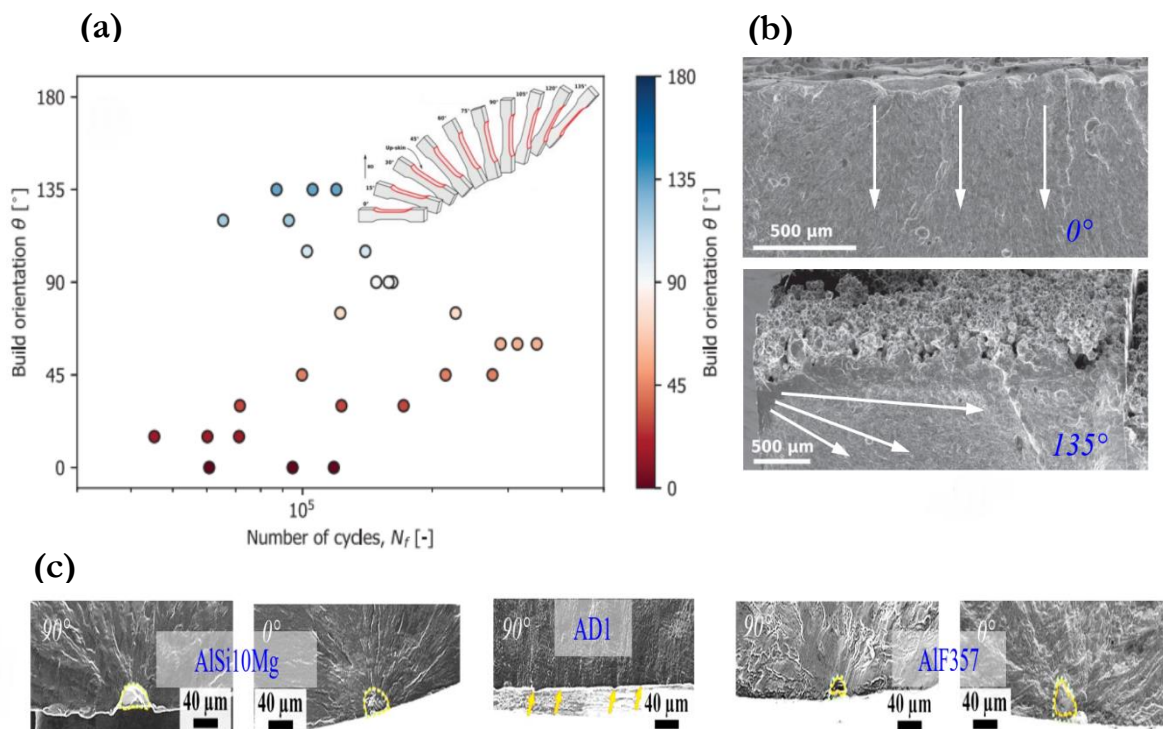 (a)
180
135
90
45
0
Build orientation θ [°]
10⁵
Number of cycles, N_f [-]
0°
15°
30°
45°
60°
75°
90°
105°
120°
135°
Up-skin
180
135
90
45
0
Build orientation θ [°]
(b)
500 μm
0°
500 μm
135°
(c)
90°
AlSi10Mg
0°
40 μm
40 μm
90°
AD1
40 μm
90°
AlF357
0°
40 μm
40 μm